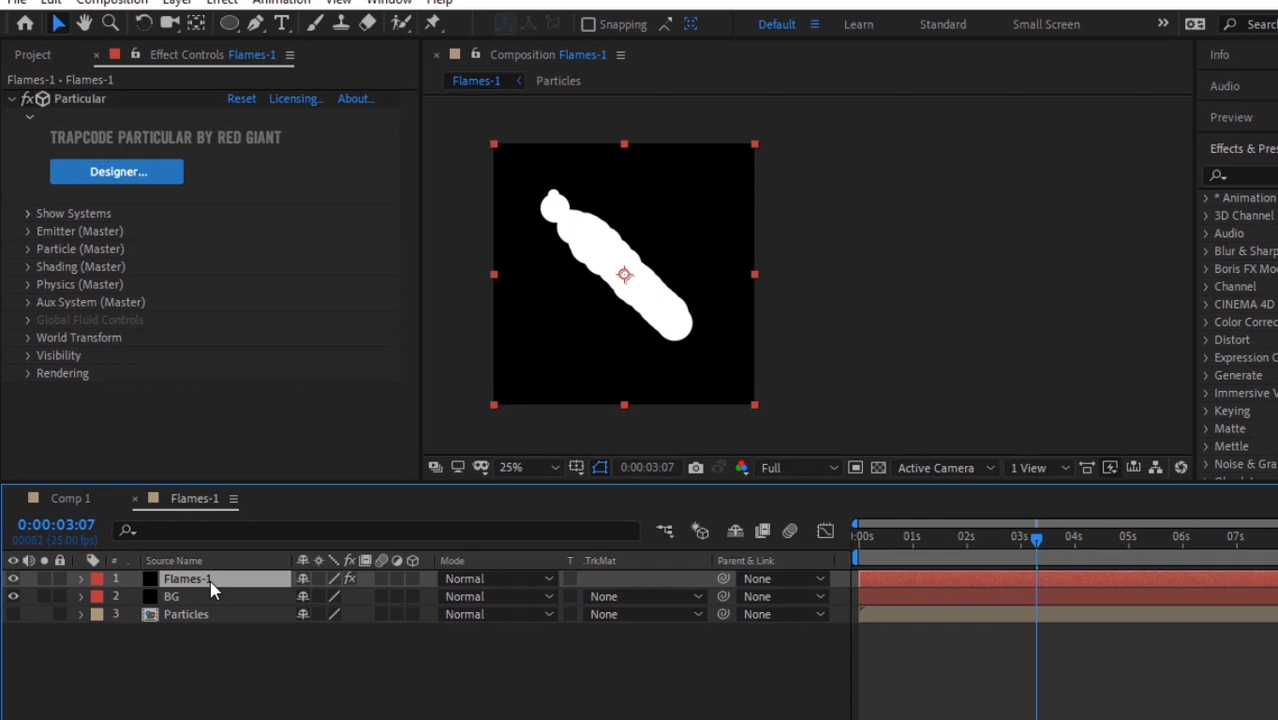 File Edit Composition Layer Effect Animation View Window Help
Snapping Default Learn Standard Small Screen Search
Project Effect Controls Flames-1 Composition Flames-1 Info
Flames-1 • Flames-1 Flames-1 Particles Audio
fx Particular Reset Licensing... About...
TRAPCODE PARTICULAR BY RED GIANT
Designer...
Show Systems
Emitter (Master)
Particle (Master)
Shading (Master)
Physics (Master)
Aux System (Master)
Global Fluid Controls
World Transform
Visibility
Rendering
Preview
Effects & Pre
* Animation
3D Channel
Audio
Blur & Sharp
Boris FX Mo
Channel
CINEMA 4D
Color Correc
Distort
Expression C
Generate
Immersive V
Keying
Matte
Mettle
Noise & Gra
Obsolete
25% 0:00:03:07 Full Active Camera 1 View
Comp 1 Flames-1
0:00:03:07
00082 (25.00 fps)
:00s 01s 02s 03s 04s 05s 06s 07s
# Source Name fx Mode T .TrkMat Parent & Link
1 Flames-1 fx Normal None
2 BG Normal None None
3 Particles Normal None None